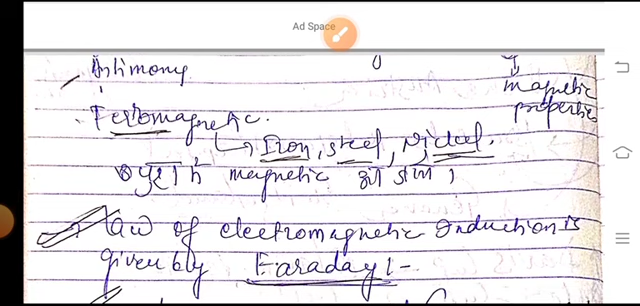 Ad Space
Antimony
magnetic
properties
Ferromagnetic.
Iron, steel, Nickel.
magnetic हो जाना,
Law of electromagnetic induction is
given by Faraday :-